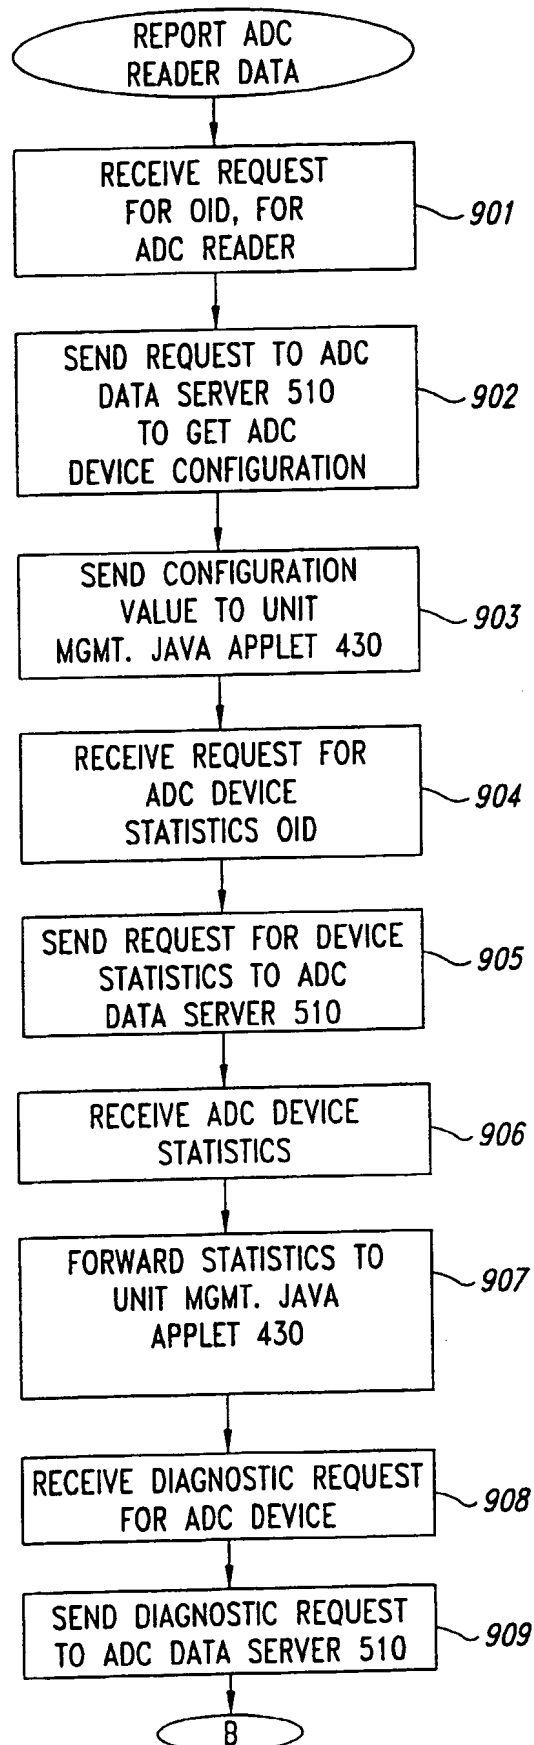 REPORT ADC
READER DATA
RECEIVE REQUEST
FOR OID, FOR
ADC READER
901
SEND REQUEST TO ADC
DATA SERVER 510
TO GET ADC
DEVICE CONFIGURATION
902
SEND CONFIGURATION
VALUE TO UNIT
MGMT. JAVA APPLET 430
903
RECEIVE REQUEST FOR
ADC DEVICE
STATISTICS OID
904
SEND REQUEST FOR DEVICE
STATISTICS TO ADC
DATA SERVER 510
905
RECEIVE ADC DEVICE
STATISTICS
906
FORWARD STATISTICS TO
UNIT MGMT. JAVA
APPLET 430
907
RECEIVE DIAGNOSTIC REQUEST
FOR ADC DEVICE
908
SEND DIAGNOSTIC REQUEST
TO ADC DATA SERVER 510
909
B